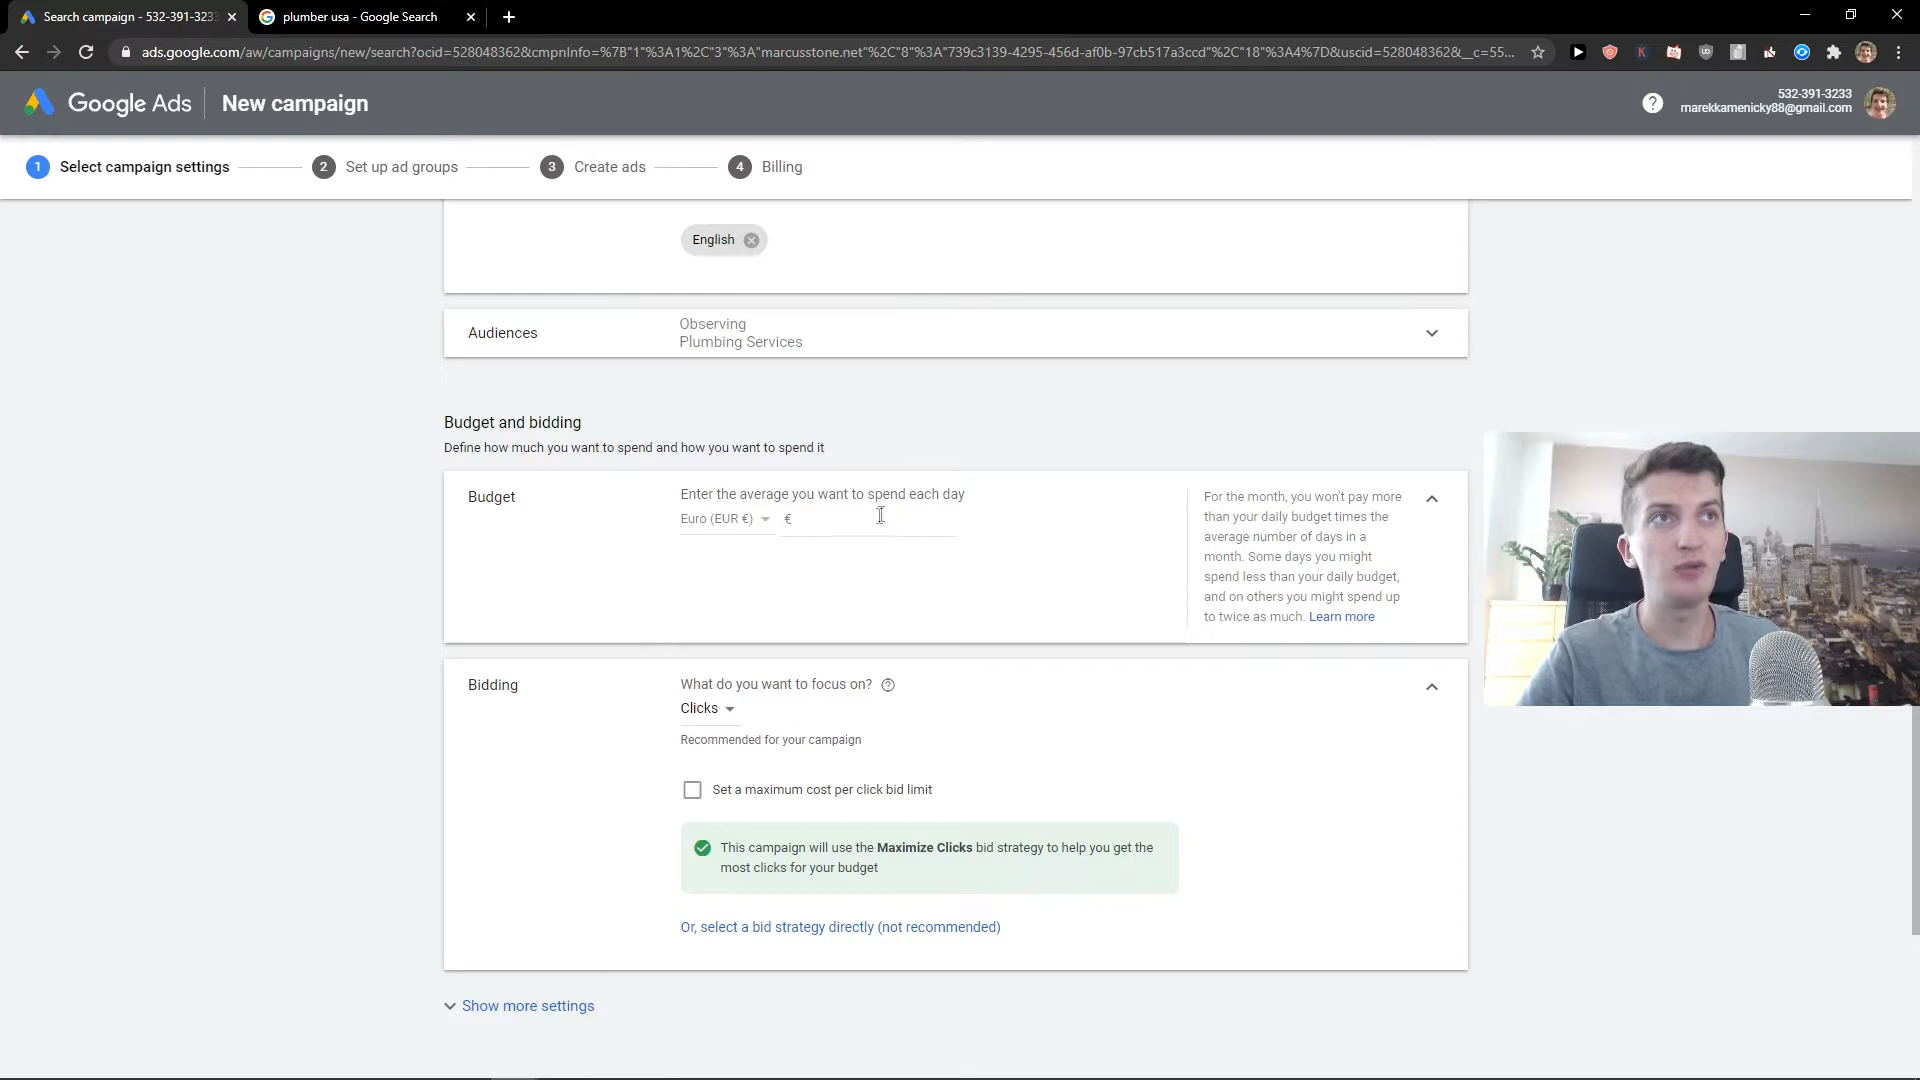 Search campaign - 532-391-3233
plumber usa - Google Search
ads.google.com/aw/campaigns/new/search?ocid=528048362&cmpnInfo=%7B"1"%3A1%2C"3"%3A"marcusstone.net"%2C"8"%3A"739c3139-4295-456d-af0b-97cb517a3ccd"%2C"18"%3A4%7D&uscid=528048362&__c=55...
Google Ads
New campaign
?
532-391-3233
marekkamenicky88@gmail.com
1 Select campaign settings
2 Set up ad groups
3 Create ads
4 Billing
English
Audiences
Observing
Plumbing Services
Budget and bidding
Define how much you want to spend and how you want to spend it
Budget
Enter the average you want to spend each day
Euro (EUR €)
€
For the month, you won't pay more
than your daily budget times the
average number of days in a
month. Some days you might
spend less than your daily budget,
and on others you might spend up
to twice as much. Learn more
Bidding
What do you want to focus on? ?
Clicks
Recommended for your campaign
Set a maximum cost per click bid limit
This campaign will use the Maximize Clicks bid strategy to help you get the
most clicks for your budget
Or, select a bid strategy directly (not recommended)
Show more settings